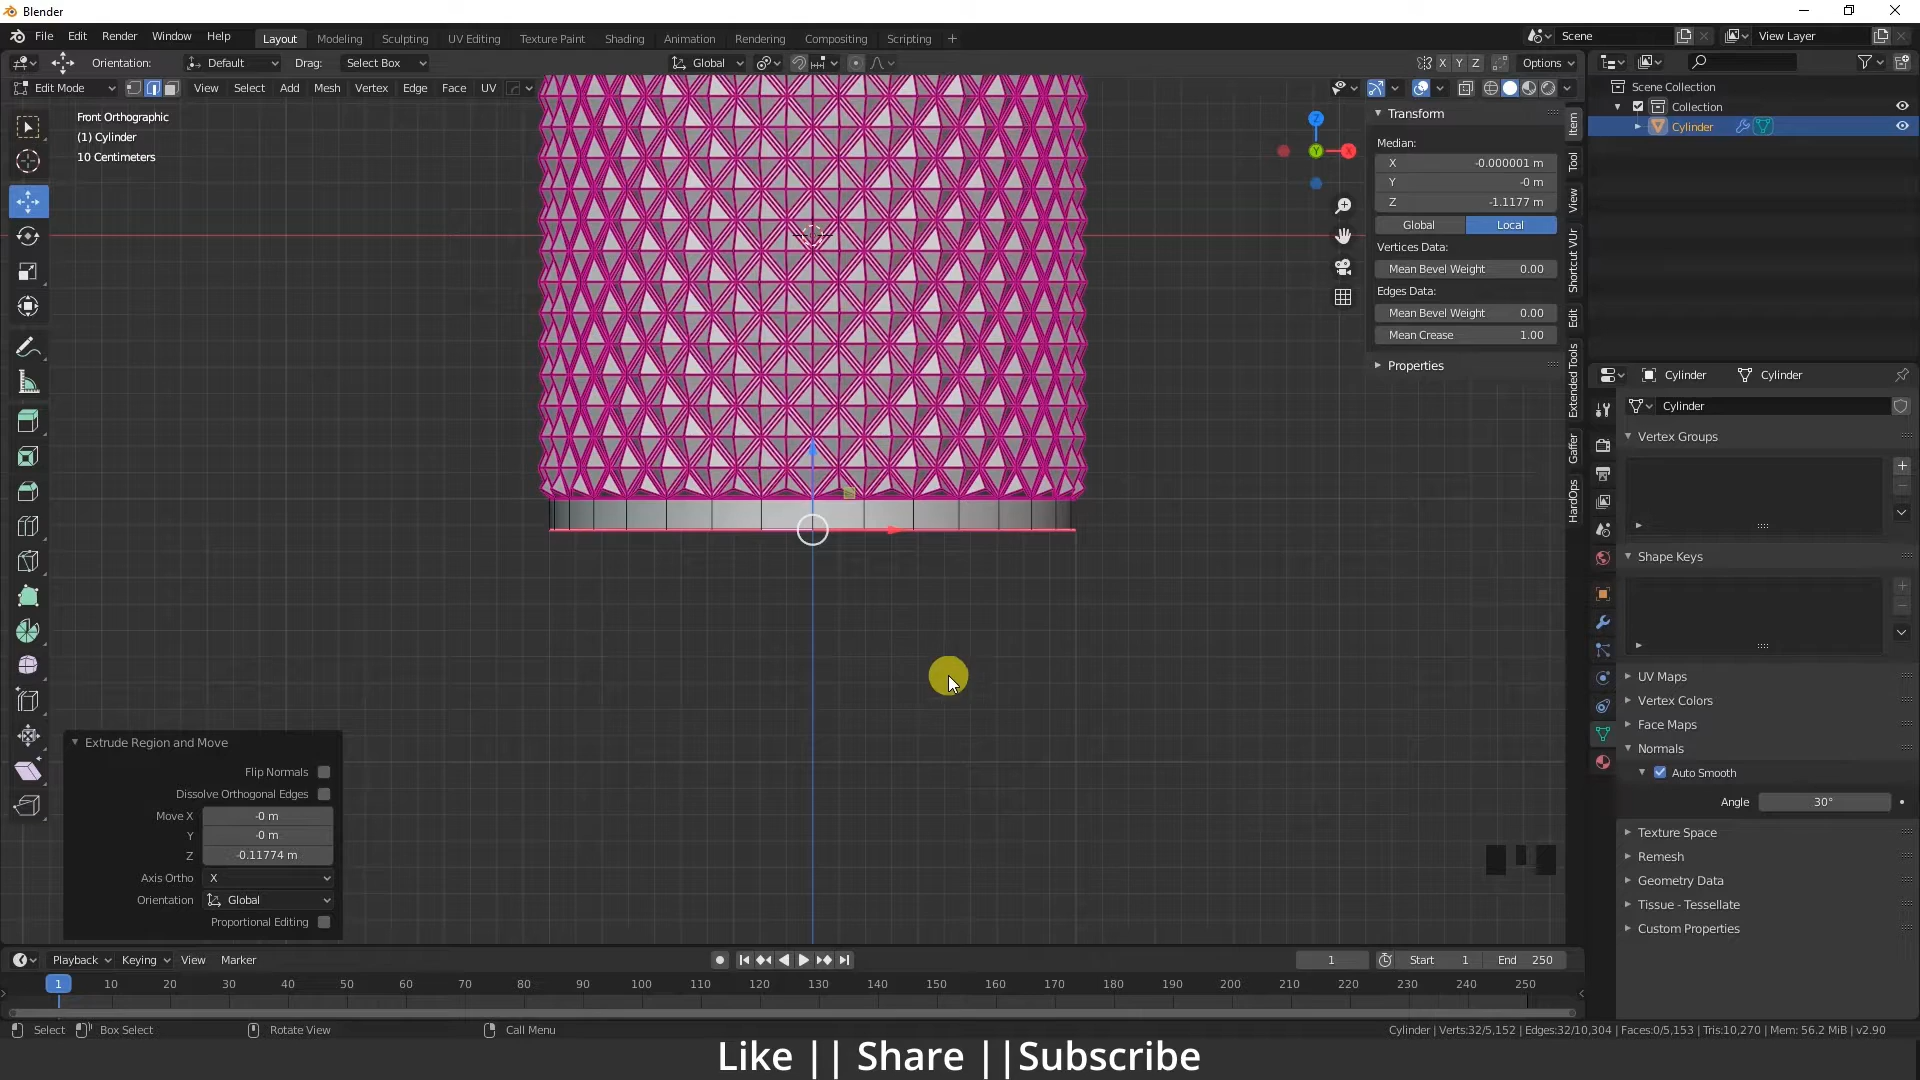 Blender
File Edit Render Window Help
Layout Modeling Sculpting UV Editing Texture Paint Shading Animation Rendering Compositing Scripting +
Scene
View Layer
Orientation: Default Drag: Select Box
Global
X Y Z Options
Edit Mode View Select Add Mesh Vertex Edge Face UV
Front Orthographic
(1) Cylinder
10 Centimeters
Z
Y
X
Transform
Median:
X -0.000001 m
Y -0 m
Z -1.1177 m
Global Local
Vertices Data:
Mean Bevel Weight 0.00
Edges Data:
Mean Bevel Weight 0.00
Mean Crease 1.00
Properties
Item
Tool
View
Shortcut VUr
Edit
Extended Tools
Gaffer
HardOps
Scene Collection
Collection
Cylinder
Cylinder Cylinder
Cylinder
Vertex Groups
Shape Keys
UV Maps
Vertex Colors
Face Maps
Normals
Auto Smooth
Angle 30°
Texture Space
Remesh
Geometry Data
Tissue - Tessellate
Custom Properties
Extrude Region and Move
Flip Normals
Dissolve Orthogonal Edges
Move X -0 m
Y -0 m
Z -0.11774 m
Axis Ortho X
Orientation Global
Proportional Editing
Playback Keying View Marker
1 Start 1 End 250
1 10 20 30 40 50 60 70 80 90 100 110 120 130 140 150 160 170 180 190 200 210 220 230 240 250
Select Box Select Rotate View Call Menu
Cylinder | Verts:32/5,152 | Edges:32/10,304 | Faces:0/5,153 | Tris:10,270 | Mem: 56.2 MiB | v2.90
Like || Share ||Subscribe